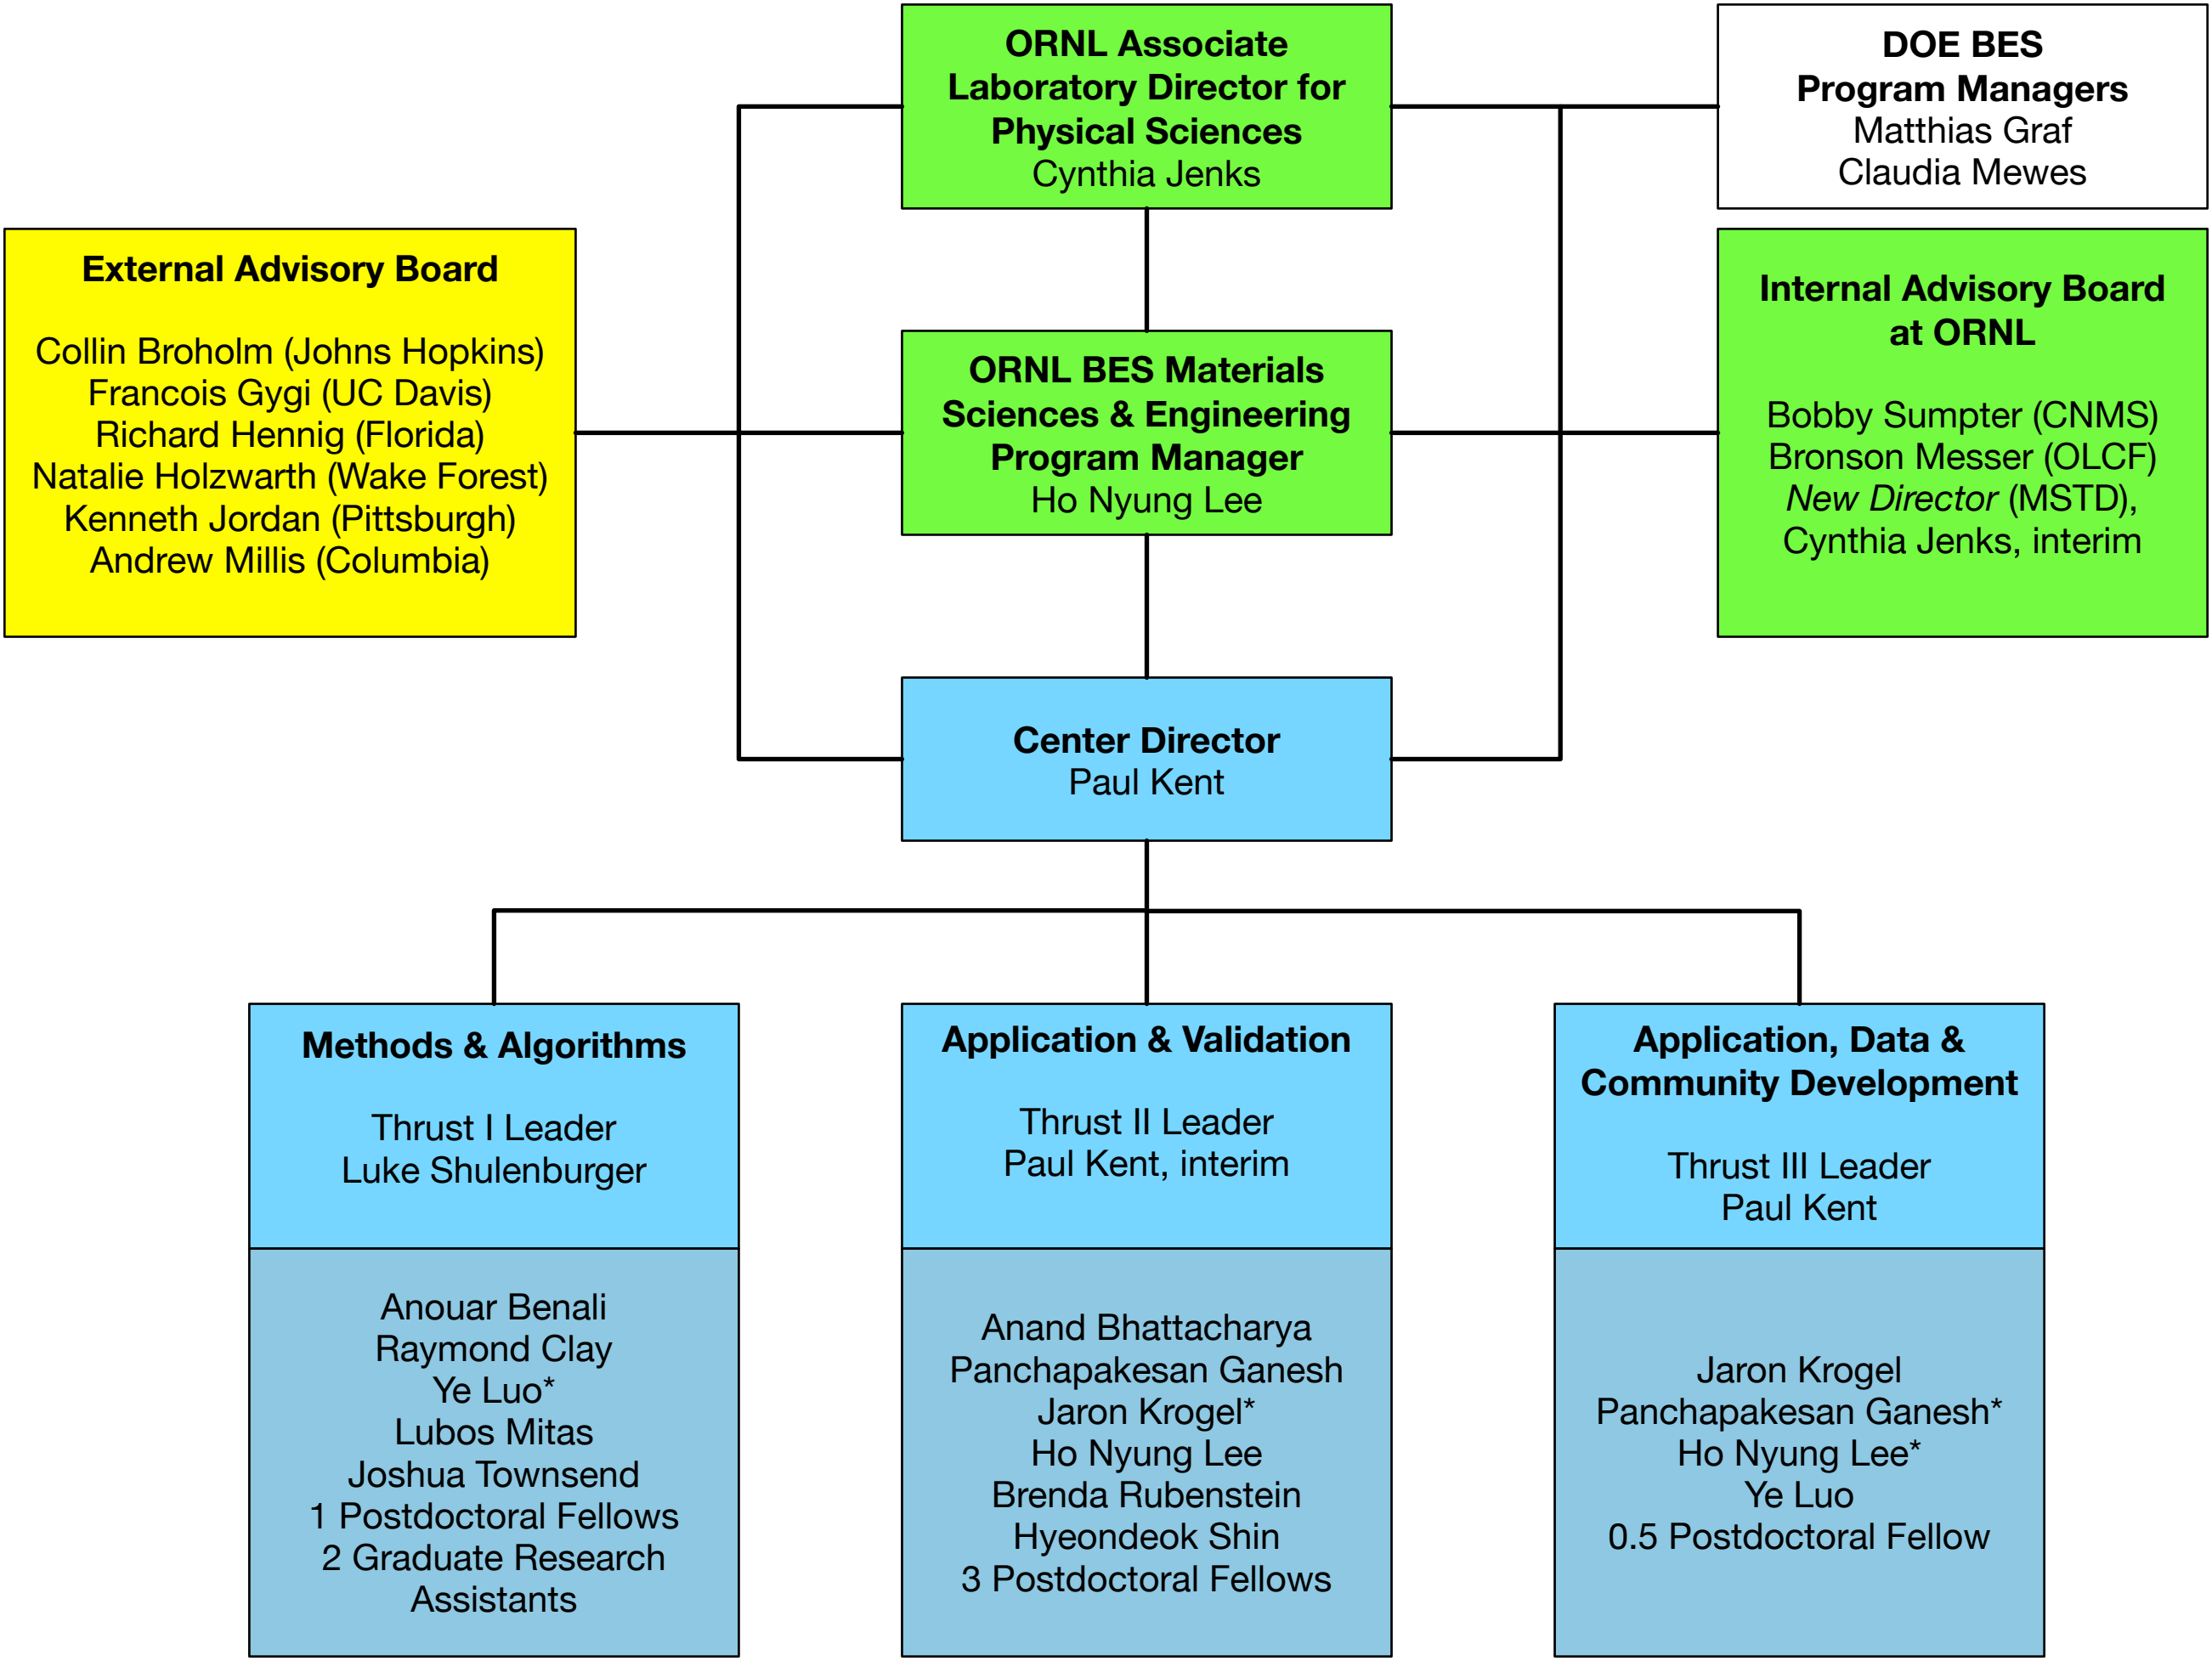 ORNL Associate
Laboratory Director for
Physical Sciences
Cynthia Jenks
DOE BES
Program Managers
Matthias Graf
Claudia Mewes
External Advisory Board
Collin Broholm (Johns Hopkins)
Francois Gygi (UC Davis)
Richard Hennig (Florida)
Natalie Holzwarth (Wake Forest)
Kenneth Jordan (Pittsburgh)
Andrew Millis (Columbia)
ORNL BES Materials
Sciences & Engineering
Program Manager
Ho Nyung Lee
Internal Advisory Board
at ORNL
Bobby Sumpter (CNMS)
Bronson Messer (OLCF)
New Director (MSTD),
Cynthia Jenks, interim
Center Director
Paul Kent
Methods & Algorithms
Thrust I Leader
Luke Shulenburger
Anouar Benali
Raymond Clay
Ye Luo*
Lubos Mitas
Joshua Townsend
1 Postdoctoral Fellows
2 Graduate Research
Assistants
Application & Validation
Thrust II Leader
Paul Kent, interim
Anand Bhattacharya
Panchapakesan Ganesh
Jaron Krogel*
Ho Nyung Lee
Brenda Rubenstein
Hyeondeok Shin
3 Postdoctoral Fellows
Application, Data &
Community Development
Thrust III Leader
Paul Kent
Jaron Krogel
Panchapakesan Ganesh*
Ho Nyung Lee*
Ye Luo
0.5 Postdoctoral Fellow